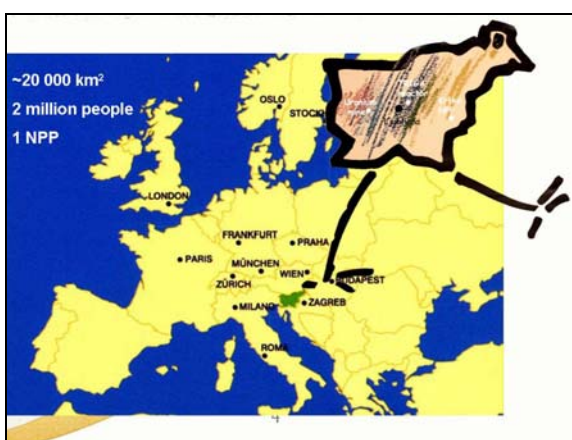 ~20 000 km²
2 million people
1 NPP
OSLO
STOCK
LONDON
FRANKFURT
PRAHA
PARIS
MÜNCHEN
WIEN
BUDAPEST
ZÜRICH
MILANO
ZAGREB
ROMA
4